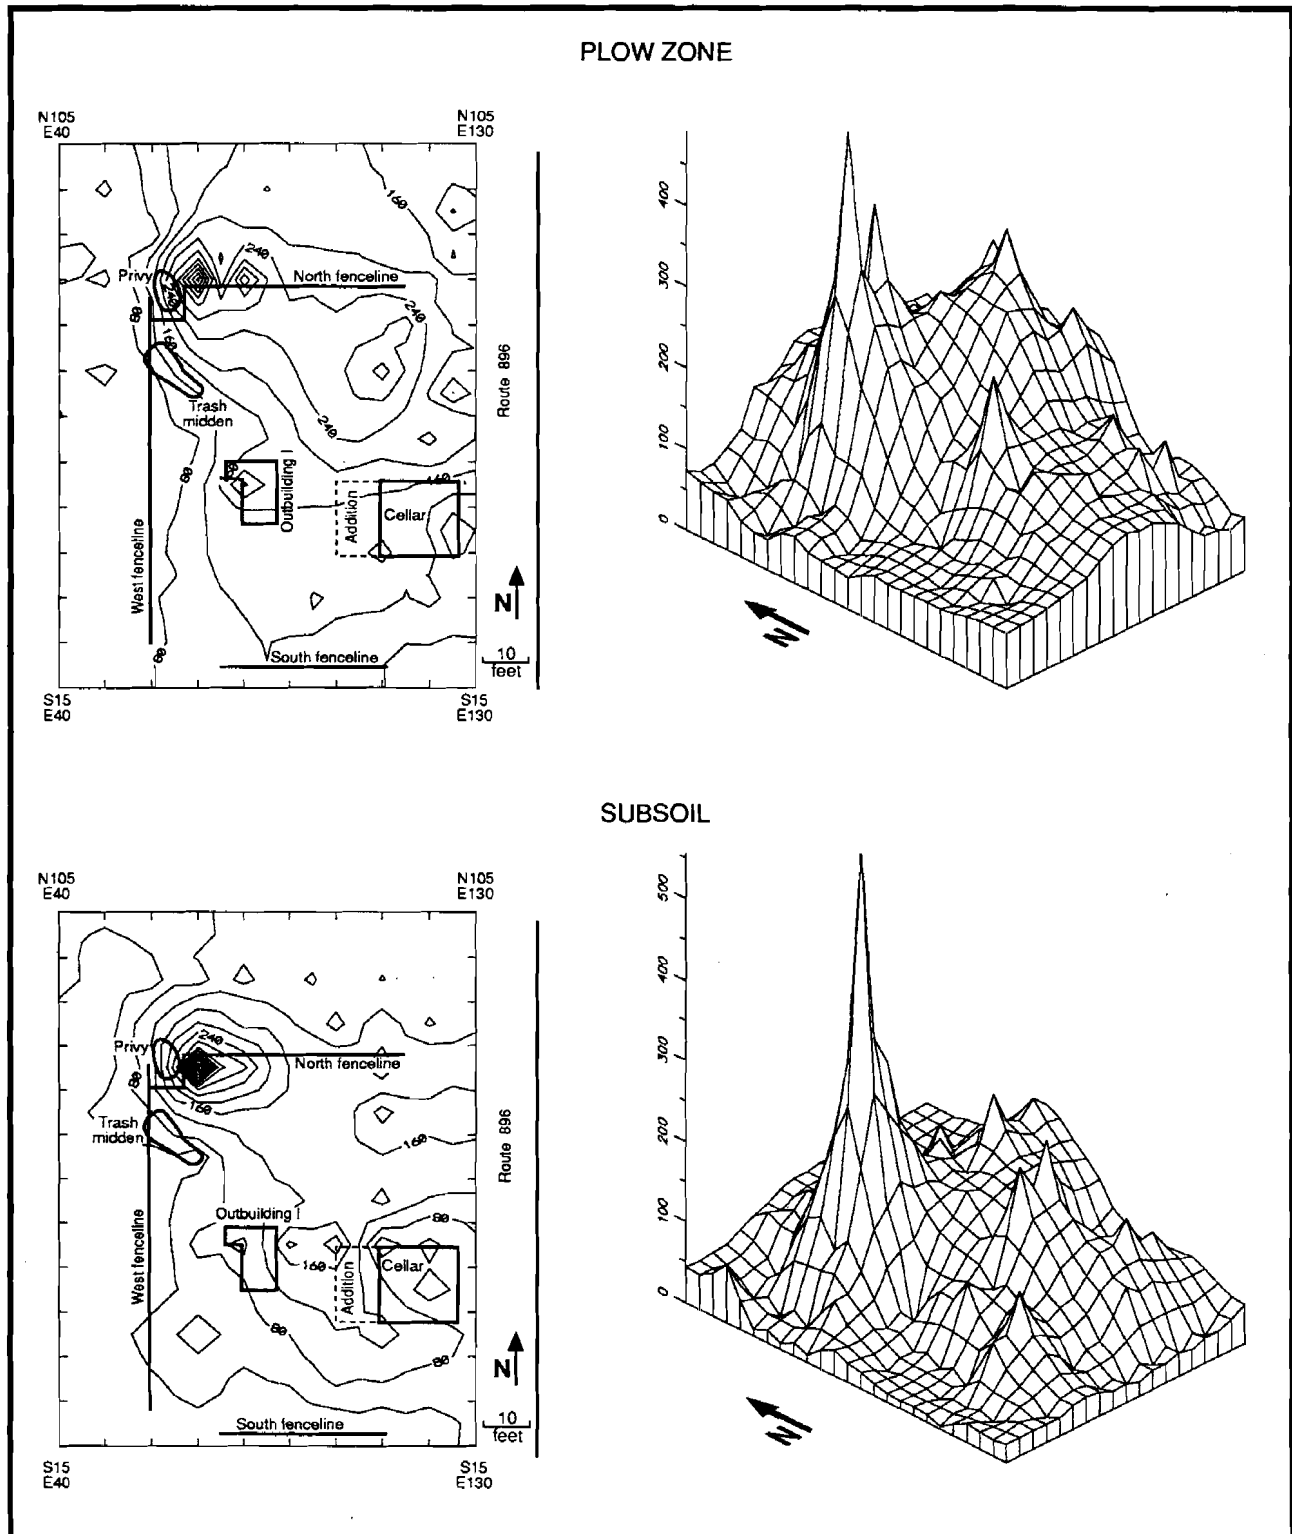 PLOW ZONE
N105
E40
N105
E130
160
240
Privy
North fenceline
240
80
160
240
Trash
midden
240
80
Outbuilding I
160
Addition
Cellar
West fenceline
Route 896
N
80
South fenceline
10
feet
S15
E40
S15
E130
400
300
200
100
0
N
SUBSOIL
N105
E40
N105
E130
240
Privy
North fenceline
80
160
Trash
midden
160
Route 896
Outbuilding I
80
160
Addition
Cellar
West fenceline
80
80
N
South fenceline
10
feet
S15
E40
S15
E130
500
400
300
200
100
0
N